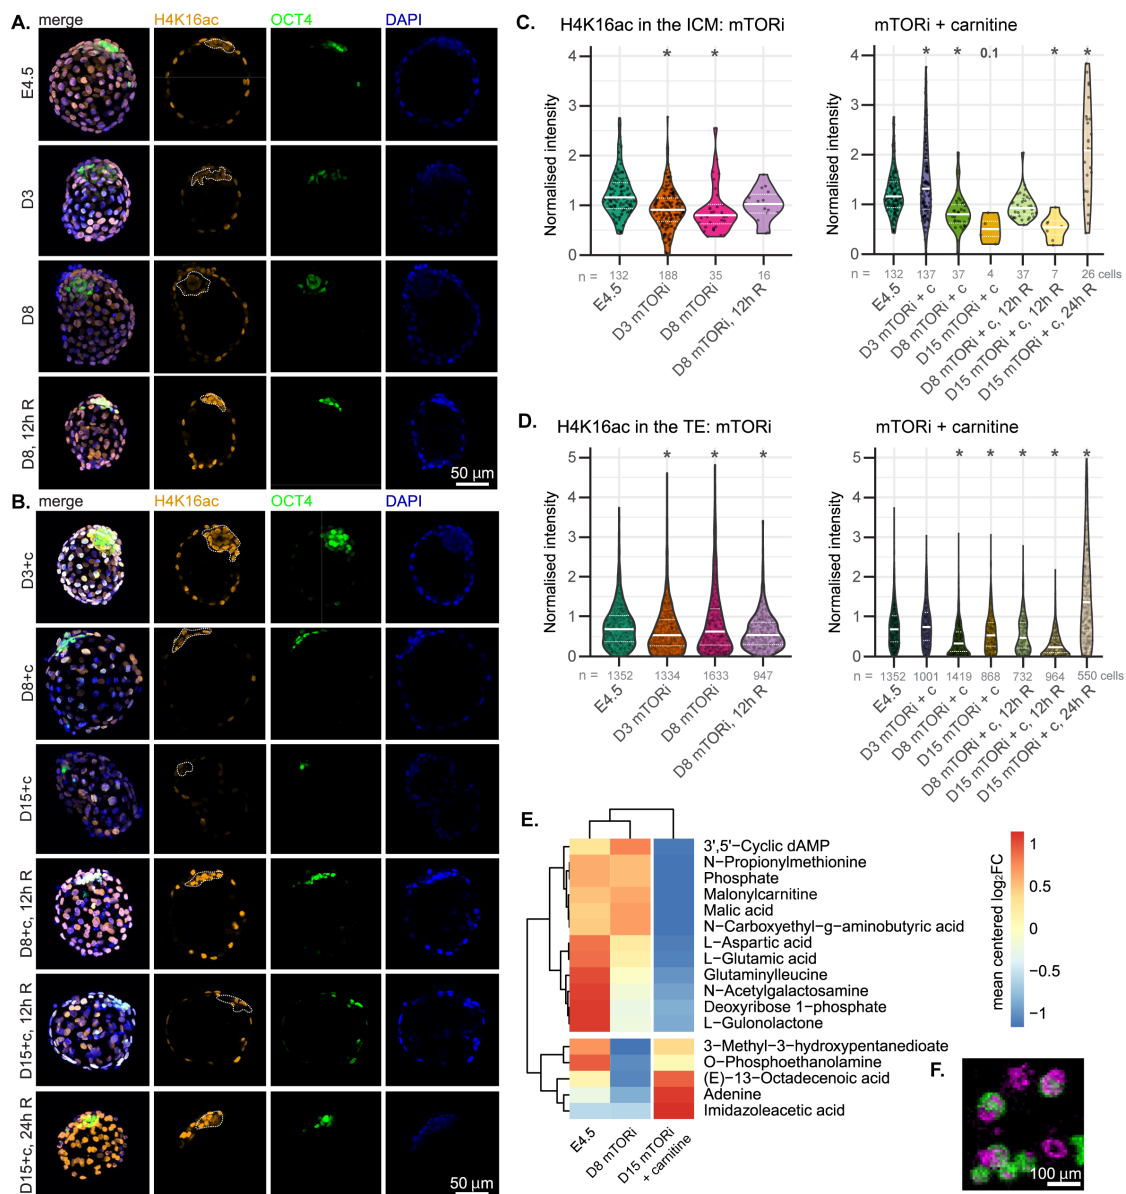 A.
merge H4K16ac OCT4 DAPI
E4.5
D3
D8
D8, 12h R
50 µm
B.
merge H4K16ac OCT4 DAPI
D3+c
D8+c
D15+c
D8+c, 12h R
D15+c, 12h R
D15+c, 24h R
50 µm
C.
H4K16ac in the ICM: mTORi
Normalised intensity
4
3
2
1
0
* *
n = 132 188 35 16
E4.5
D3 mTORi
D8 mTORi
D8 mTORi, 12h R
mTORi + carnitine
Normalised intensity
4
3
2
1
0
* * 0.1 * *
n = 132 137 37 4 37 7 26 cells
E4.5
D3 mTORi + c
D8 mTORi + c
D15 mTORi + c
D8 mTORi + c, 12h R
D15 mTORi + c, 12h R
D15 mTORi + c, 24h R
D.
H4K16ac in the TE: mTORi
Normalised intensity
5
4
3
2
1
0
* * *
n = 1352 1334 1633 947
E4.5
D3 mTORi
D8 mTORi
D8 mTORi, 12h R
mTORi + carnitine
Normalised intensity
5
4
3
2
1
0
* * * * *
n = 1352 1001 1419 868 732 964 550 cells
E4.5
D3 mTORi + c
D8 mTORi + c
D15 mTORi + c
D8 mTORi + c, 12h R
D15 mTORi + c, 12h R
D15 mTORi + c, 24h R
E.
3',5'−Cyclic dAMP
N−Propionylmethionine
Phosphate
Malonylcarnitine
Malic acid
N−Carboxyethyl−g−aminobutyric acid
L−Aspartic acid
L−Glutamic acid
Glutaminylleucine
N−Acetylgalactosamine
Deoxyribose 1−phosphate
L−Gulonolactone
3−Methyl−3−hydroxypentanedioate
O−Phosphoethanolamine
(E)−13−Octadecenoic acid
Adenine
Imidazoleacetic acid
E4.5
D8 mTORi
D15 mTORi
+ carnitine
1
0.5
0
−0.5
−1
mean centered log₂FC
F.
100 µm